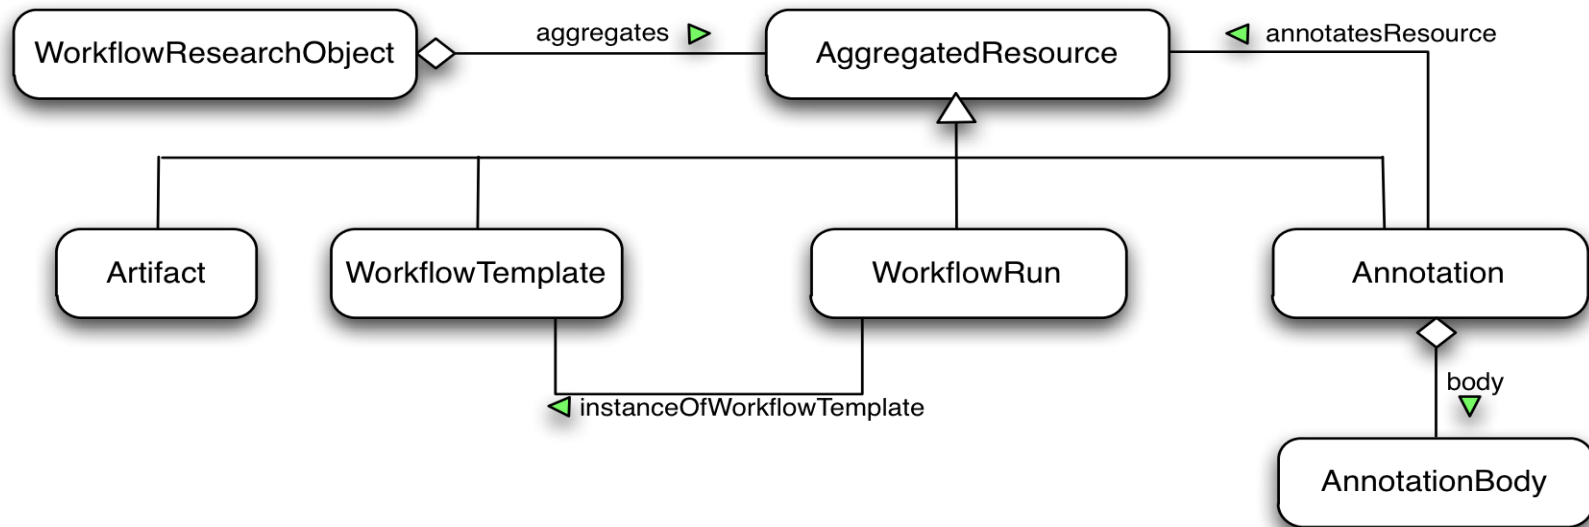 aggregates
annotatesResource
WorkflowResearchObject
AggregatedResource
Artifact
WorkflowTemplate
WorkflowRun
Annotation
body
instanceOfWorkflowTemplate
AnnotationBody